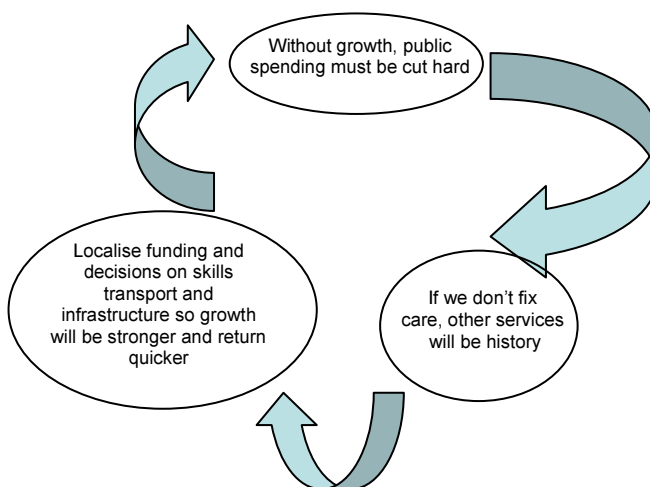 Without growth, public
spending must be cut hard
If we don’t fix
care, other services
will be history
Localise funding and
decisions on skills
transport and
infrastructure so growth
will be stronger and return
quicker